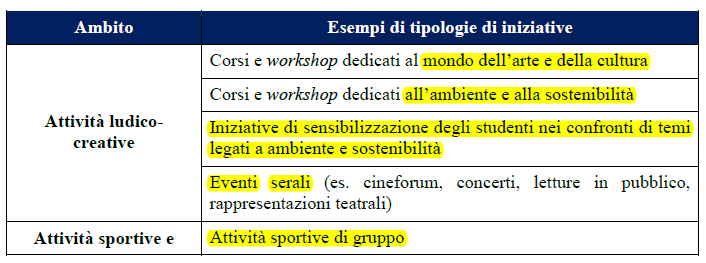 Ambito
Esempi di tipologie di iniziative
Attività ludico-
creative
Corsi e workshop dedicati al mondo dell'arte e della cultura
Corsi e workshop dedicati all'ambiente e alla sostenibilità
Iniziative di sensibilizzazione degli studenti nei confronti di temi
legati a ambiente e sostenibilità
Eventi serali (es. cineforum, concerti, letture in pubblico,
rappresentazioni teatrali)
Attività sportive e
Attività sportive di gruppo